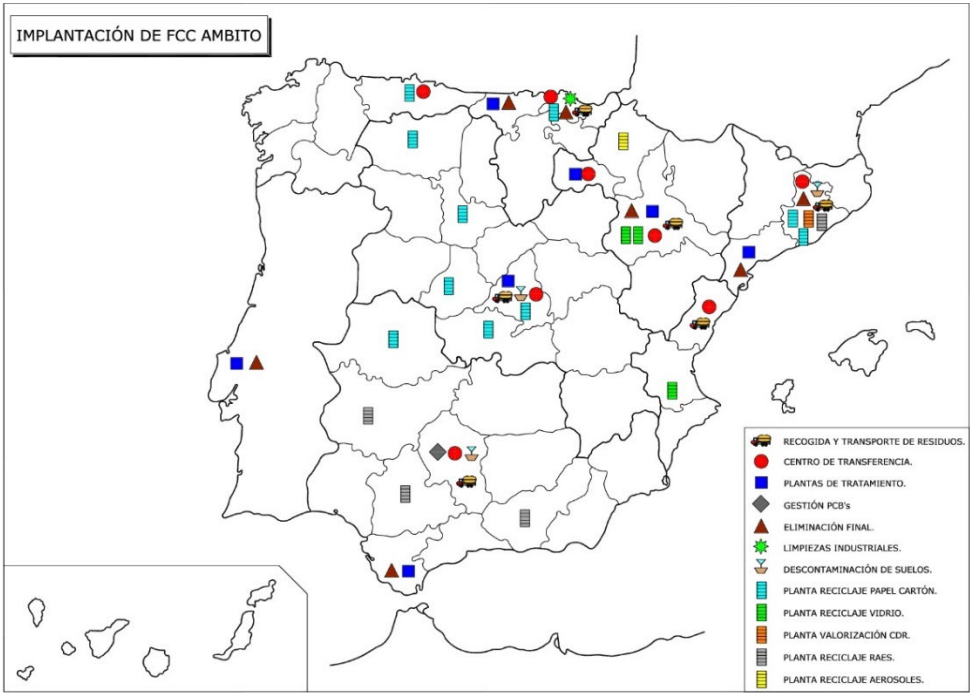 IMPLANTACIÓN DE FCC AMBITO
RECOGIDA Y TRANSPORTE DE RESIDUOS.
CENTRO DE TRANSFERENCIA.
PLANTAS DE TRATAMIENTO.
GESTIÓN PCB's
ELIMINACIÓN FINAL.
LIMPIEZAS INDUSTRIALES.
DESCONTAMINACIÓN DE SUELOS.
PLANTA RECICLAJE PAPEL CARTÓN.
PLANTA RECICLAJE VIDRIO.
PLANTA VALORIZACIÓN CDR.
PLANTA RECICLAJE RAES.
PLANTA RECICLAJE AEROSOLES.